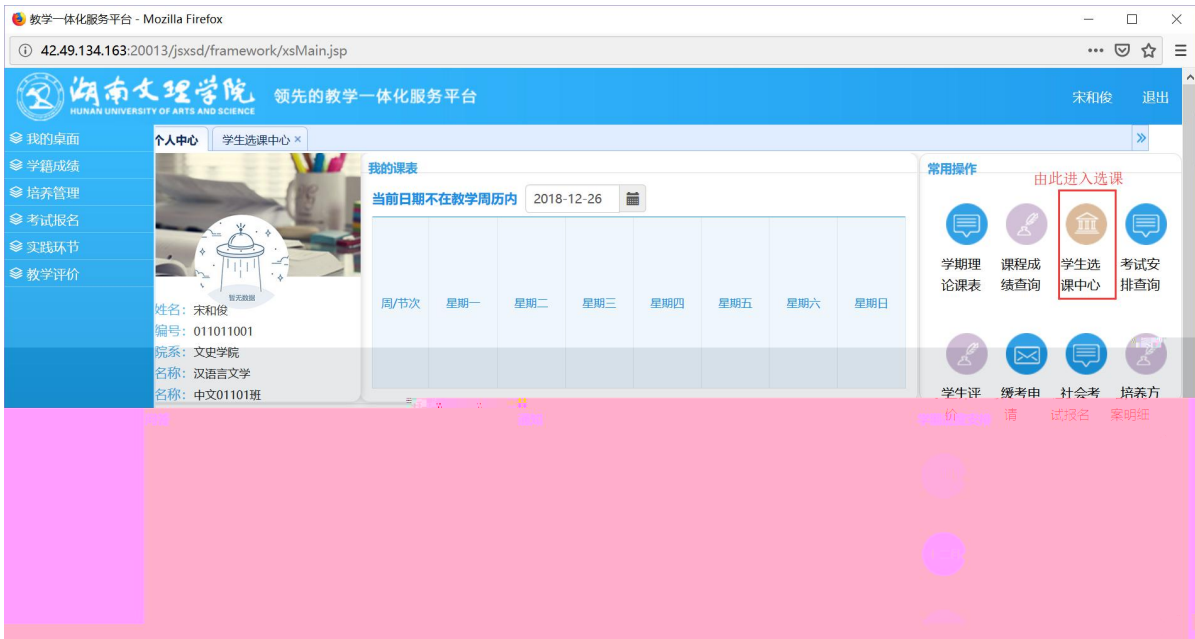 教学一体化服务平台 - Mozilla Firefox
42.49.134.163:20013/jsxsd/framework/xsMain.jsp
湖南文理学院
HUNAN UNIVERSITY OF ARTS AND SCIENCE
领先的教学一体化服务平台
宋和俊 退出
我的桌面
学籍成绩
培养管理
考试报名
实践环节
教学评价
个人中心 学生选课中心 ×
我的课表
当前日期不在教学周历内 2018-12-26
周/节次 星期一 星期二 星期三 星期四 星期五 星期六 星期日
暂无数据
姓名：宋和俊
编号：011011001
院系：文史学院
名称：汉语言文学
名称：中文01101班
常用操作
由此进入选课
学期理论课表
课程成绩查询
学生选课中心
考试安排查询
学生评价
缓考申请
社会考试报名
培养方案明细